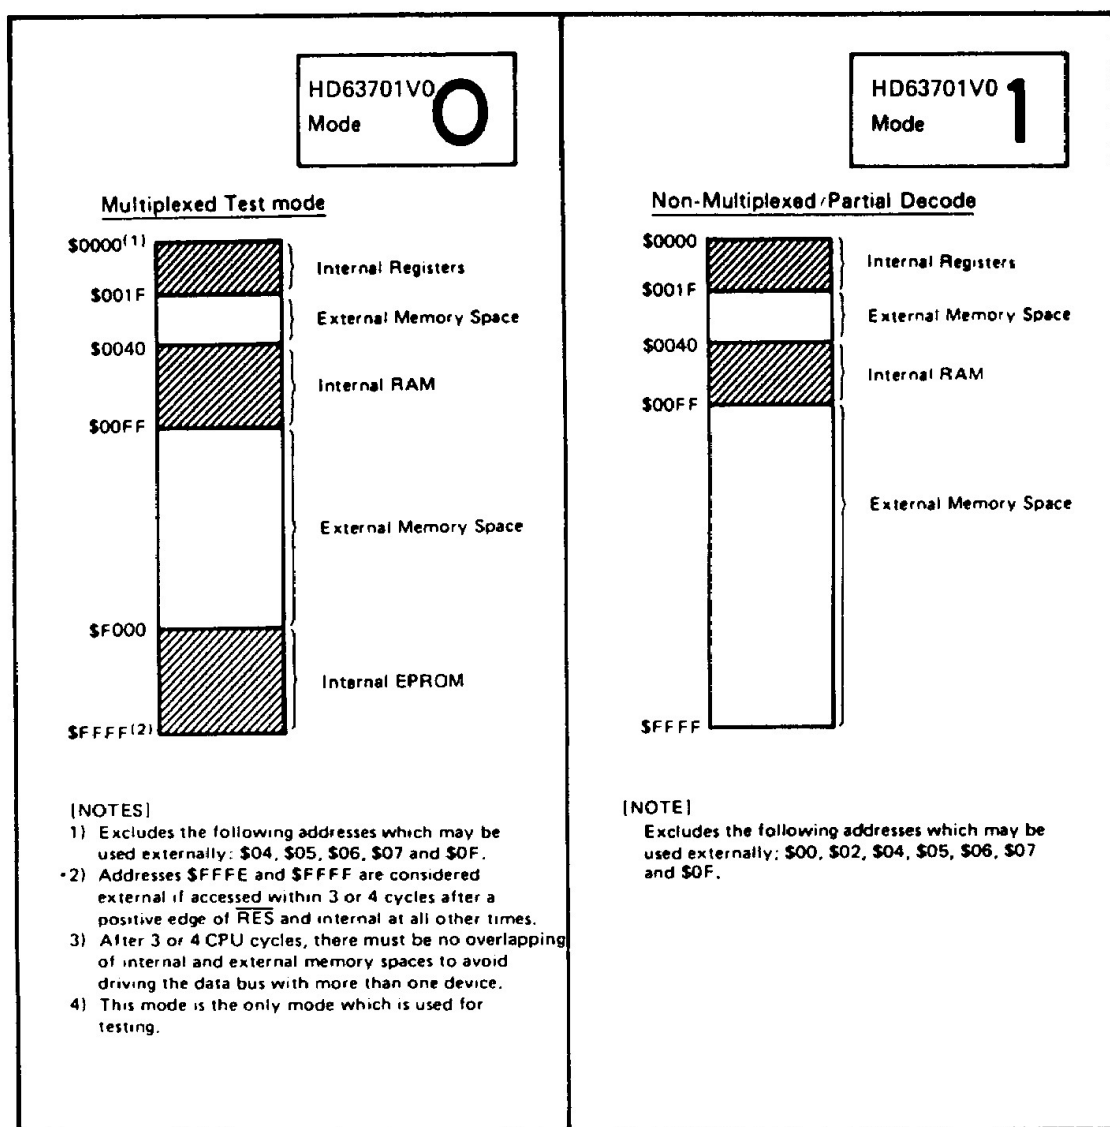 HD63701V0
Mode 0
Multiplexed Test mode
$0000(1)
Internal Registers
$001F
External Memory Space
$0040
Internal RAM
$00FF
External Memory Space
$F000
Internal EPROM
$FFFF(2)
[NOTES]
1) Excludes the following addresses which may be
used externally: $04, $05, $06, $07 and $0F.
2) Addresses $FFFE and $FFFF are considered
external if accessed within 3 or 4 cycles after a
positive edge of RES and internal at all other times.
3) After 3 or 4 CPU cycles, there must be no overlapping
of internal and external memory spaces to avoid
driving the data bus with more than one device.
4) This mode is the only mode which is used for
testing.
HD63701V0
Mode 1
Non-Multiplexed/Partial Decode
$0000
Internal Registers
$001F
External Memory Space
$0040
Internal RAM
$00FF
External Memory Space
$FFFF
[NOTE]
Excludes the following addresses which may be
used externally; $00, $02, $04, $05, $06, $07
and $0F.